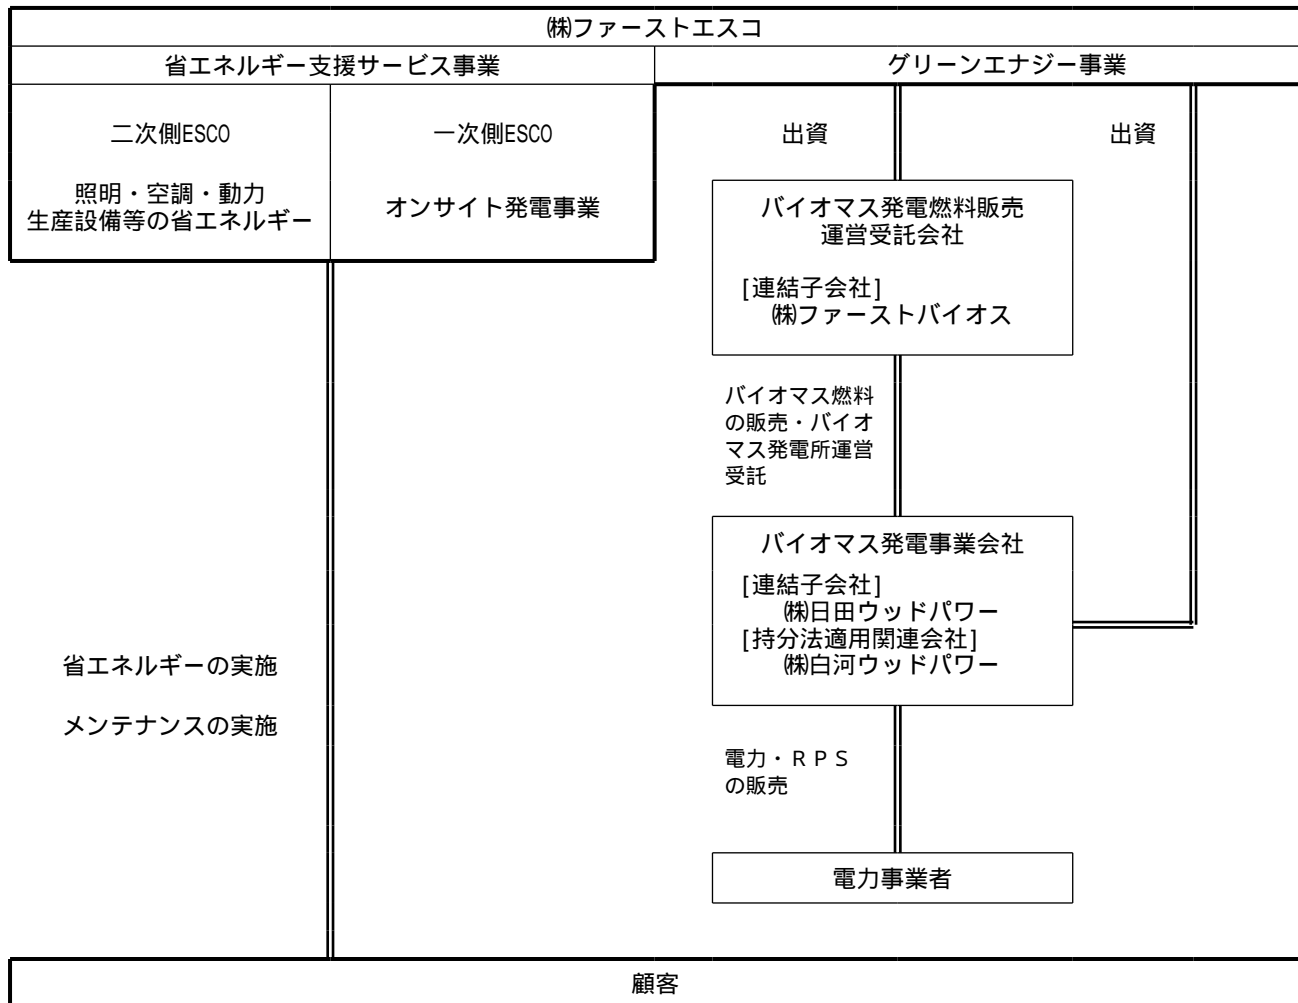 ㈱ファーストエスコ
省エネルギー支援サービス事業
グリーンエナジー事業
二次側ESCO
一次側ESCO
出資
出資
照明・空調・動力
生産設備等の省エネルギー
オンサイト発電事業
バイオマス発電燃料販売
運営受託会社
[連結子会社]
㈱ファーストバイオス
バイオマス燃料
の販売・バイオ
マス発電所運営
受託
バイオマス発電事業会社
[連結子会社]
㈱日田ウッドパワー
[持分法適用関連会社]
㈱白河ウッドパワー
省エネルギーの実施
メンテナンスの実施
電力・ＲＰＳ
の販売
電力事業者
顧客